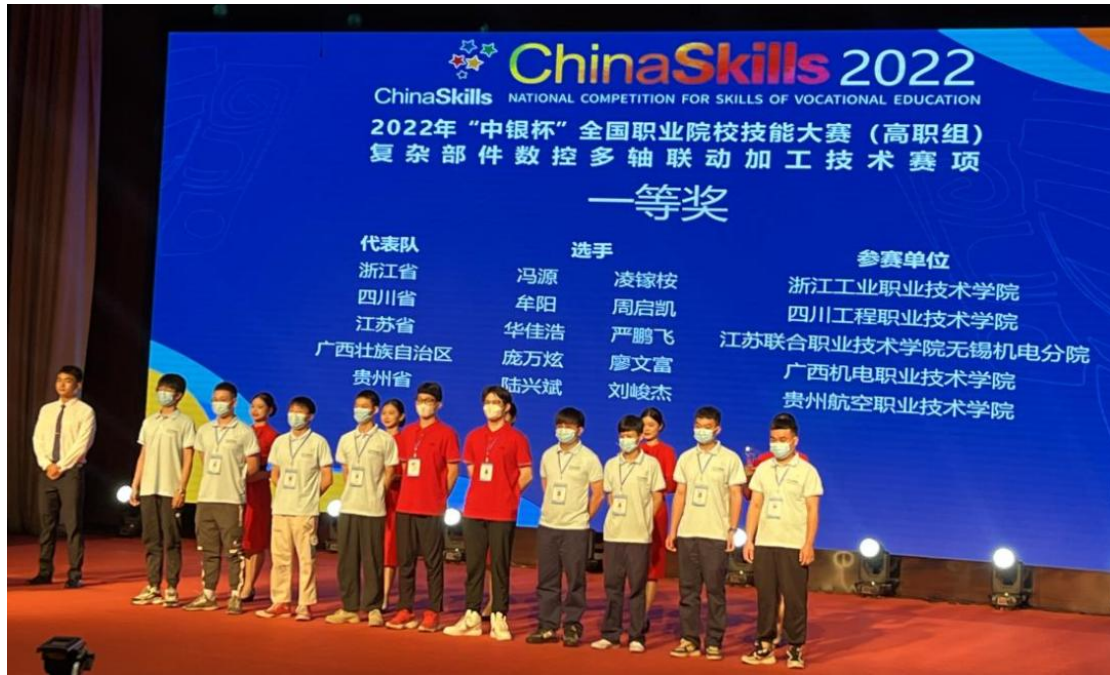 ChinaSkills
ChinaSkills 2022
NATIONAL COMPETITION FOR SKILLS OF VOCATIONAL EDUCATION
2022年“中银杯”全国职业院校技能大赛（高职组）
复杂部件数控多轴联动加工技术赛项
一等奖
代表队 选手 参赛单位
浙江省 冯源 凌镓桉 浙江工业职业技术学院
四川省 牟阳 周启凯 四川工程职业技术学院
江苏省 华佳浩 严鹏飞 江苏联合职业技术学院无锡机电分院
广西壮族自治区 庞万炫 廖文富 广西机电职业技术学院
贵州省 陆兴斌 刘峻杰 贵州航空职业技术学院